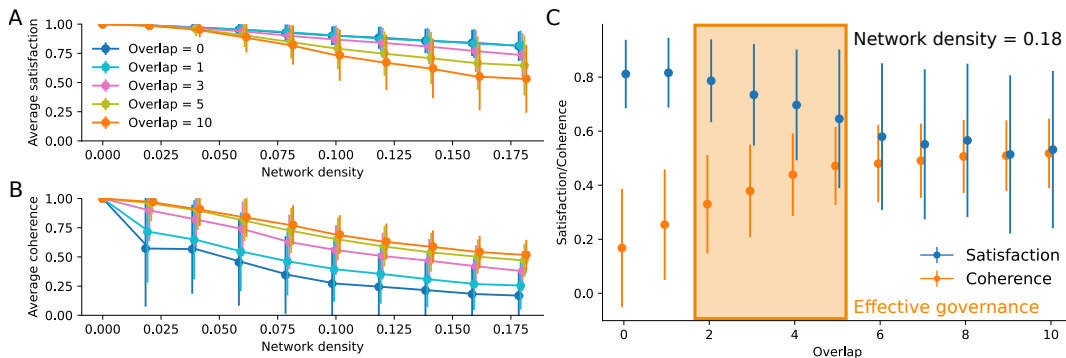 A
Average satisfaction
1.00
0.75
0.50
0.25
0.00
Overlap = 0
Overlap = 1
Overlap = 3
Overlap = 5
Overlap = 10
0.000
0.025
0.050
0.075
0.100
0.125
0.150
0.175
Network density
B
Average coherence
1.00
0.75
0.50
0.25
0.00
0.000
0.025
0.050
0.075
0.100
0.125
0.150
0.175
Network density
C
Network density = 0.18
Satisfaction/Coherence
0.8
0.6
0.4
0.2
0.0
Satisfaction
Coherence
Effective governance
0
2
4
6
8
10
Overlap